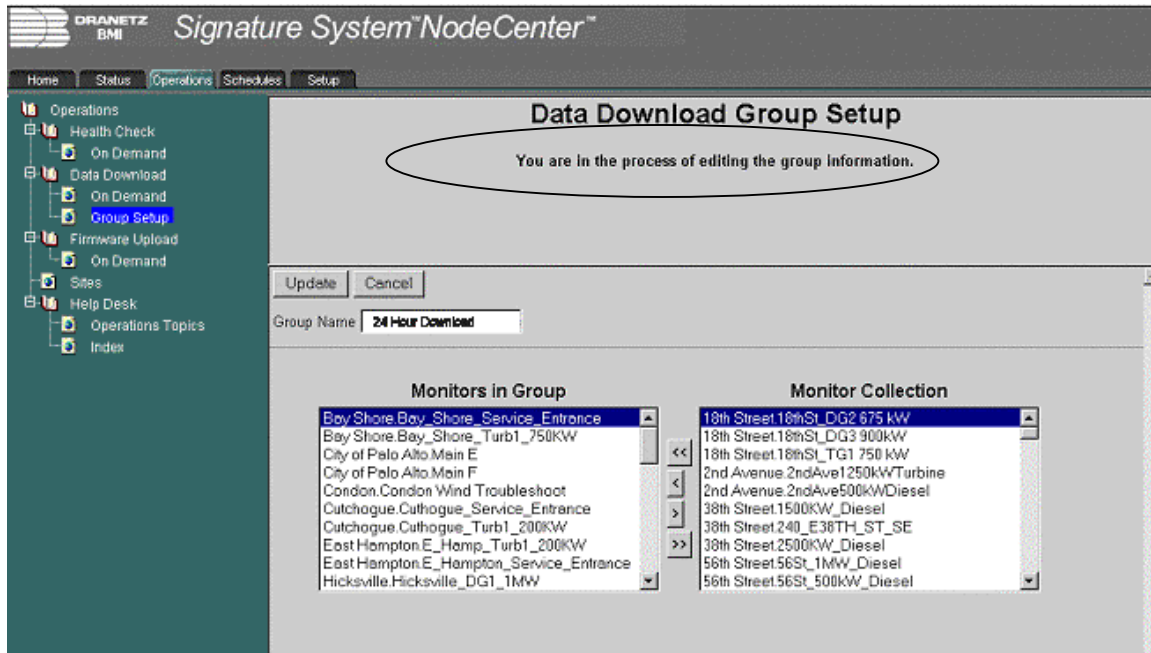 DRANETZ
BMI
Signature System™NodeCenter™
Home Status Operations Schedules Setup
Operations
Health Check
On Demand
Data Download
On Demand
Group Setup
Firmware Upload
On Demand
Sites
Help Desk
Operations Topics
Index
Data Download Group Setup
You are in the process of editing the group information.
Update Cancel
Group Name 24 Hour Download
Monitors in Group
Bay Shore.Bay_Shore_Service_Entrance
Bay Shore.Bay_Shore_Turb1_750KW
City of Palo Alto.Main E
City of Palo Alto.Main F
Condon.Condon Wind Troubleshoot
Cutchogue.Cuthogue_Service_Entrance
Cutchogue.Cuthogue_Turb1_200KW
East Hampton.E_Hamp_Turb1_200KW
East Hampton.E_Hampton_Service_Entrance
Hicksville.Hicksville_DG1_1MW
<<
<
>
>>
Monitor Collection
18th Street.18thSt_DG2 675 kW
18th Street.18thSt_DG3 900kW
18th Street.18thSt_TG1 750 kW
2nd Avenue.2ndAve1250kWTurbine
2nd Avenue.2ndAve500kWDiesel
38th Street.1500KW_Diesel
38th Street.240_E38TH_ST_SE
38th Street.2500KW_Diesel
56th Street.56St_1MW_Diesel
56th Street.56St_500kW_Diesel